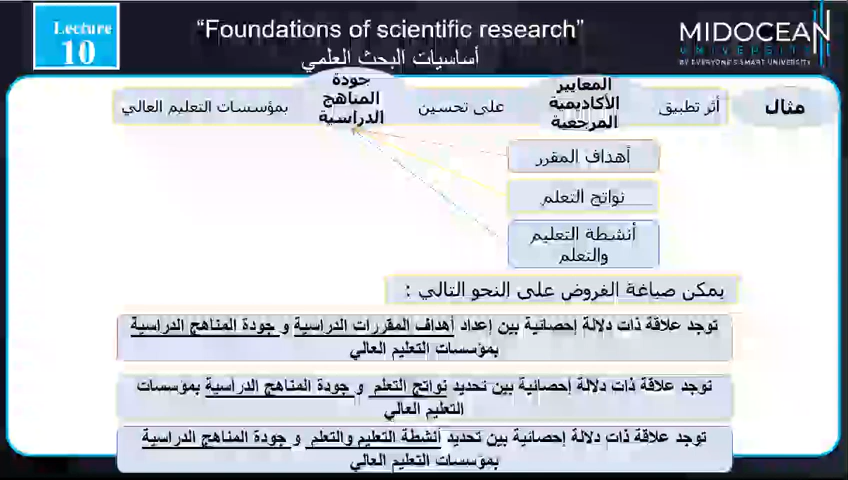 Lecture
10
“Foundations of scientific research”
أساسيات البحث العلمي
MIDOCEAN
UNIVERSITY
BY EVERYONE'S SMART UNIVERSITY
مثال
أثر تطبيق
المعايير
الأكاديمية
المرجعية
على تحسين
جودة
المناهج
الدراسية
بمؤسسات التعليم العالي
أهداف المقرر
نواتج التعلم
أنشطة التعليم
والتعلم
يمكن صياغة الفروض على النحو التالي :
توجد علاقة ذات دلالة إحصائية بين إعداد أهداف المقررات الدراسية و جودة المناهج الدراسية
بمؤسسات التعليم العالي
توجد علاقة ذات دلالة إحصائية بين تحديد نواتج التعلم و جودة المناهج الدراسية بمؤسسات
التعليم العالي
توجد علاقة ذات دلالة إحصائية بين تحديد أنشطة التعليم والتعلم و جودة المناهج الدراسية
بمؤسسات التعليم العالي